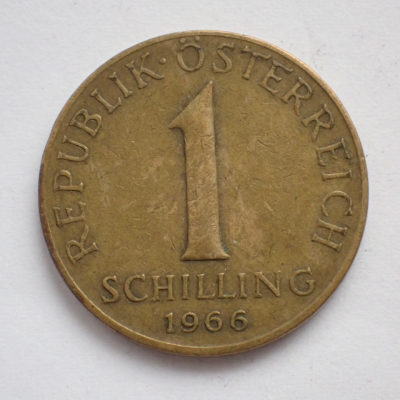 REPUBLIK · ÖSTERREICH
1
SCHILLING
1966